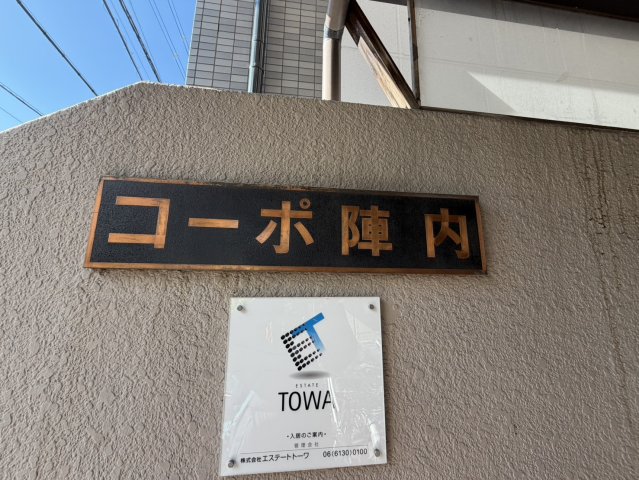 コーポ陣内
ESTATE
TOWA
・入居のご案内・
管理会社
株式会社エステートトーワ 06(6130)0100